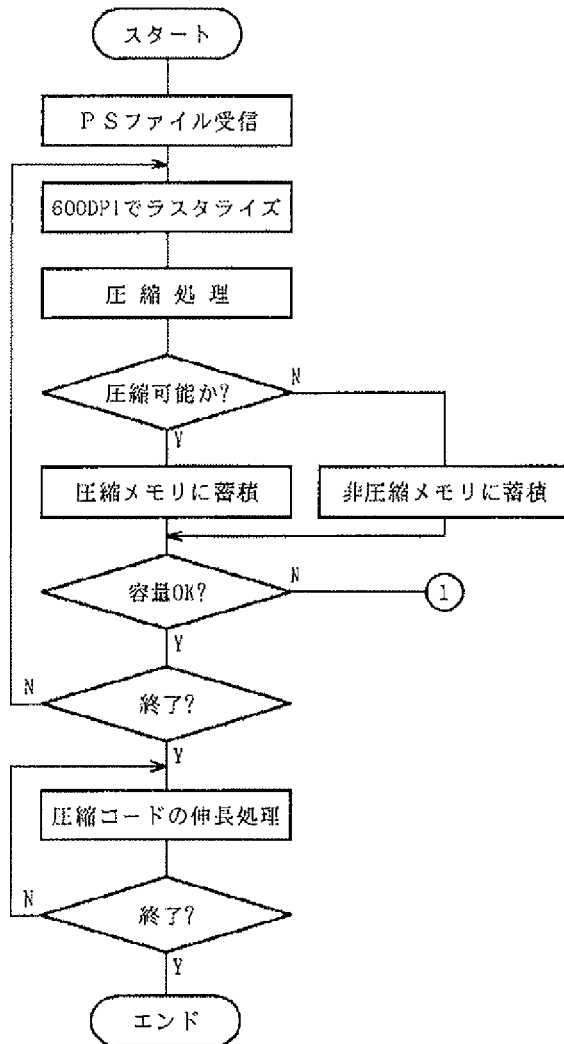 スタート
PSファイル受信
600DPIでラスタライズ
圧縮処理
圧縮可能か?
N
Y
圧縮メモリに蓄積
非圧縮メモリに蓄積
容量OK?
N
1
Y
終了?
N
Y
圧縮コードの伸長処理
終了?
N
Y
エンド